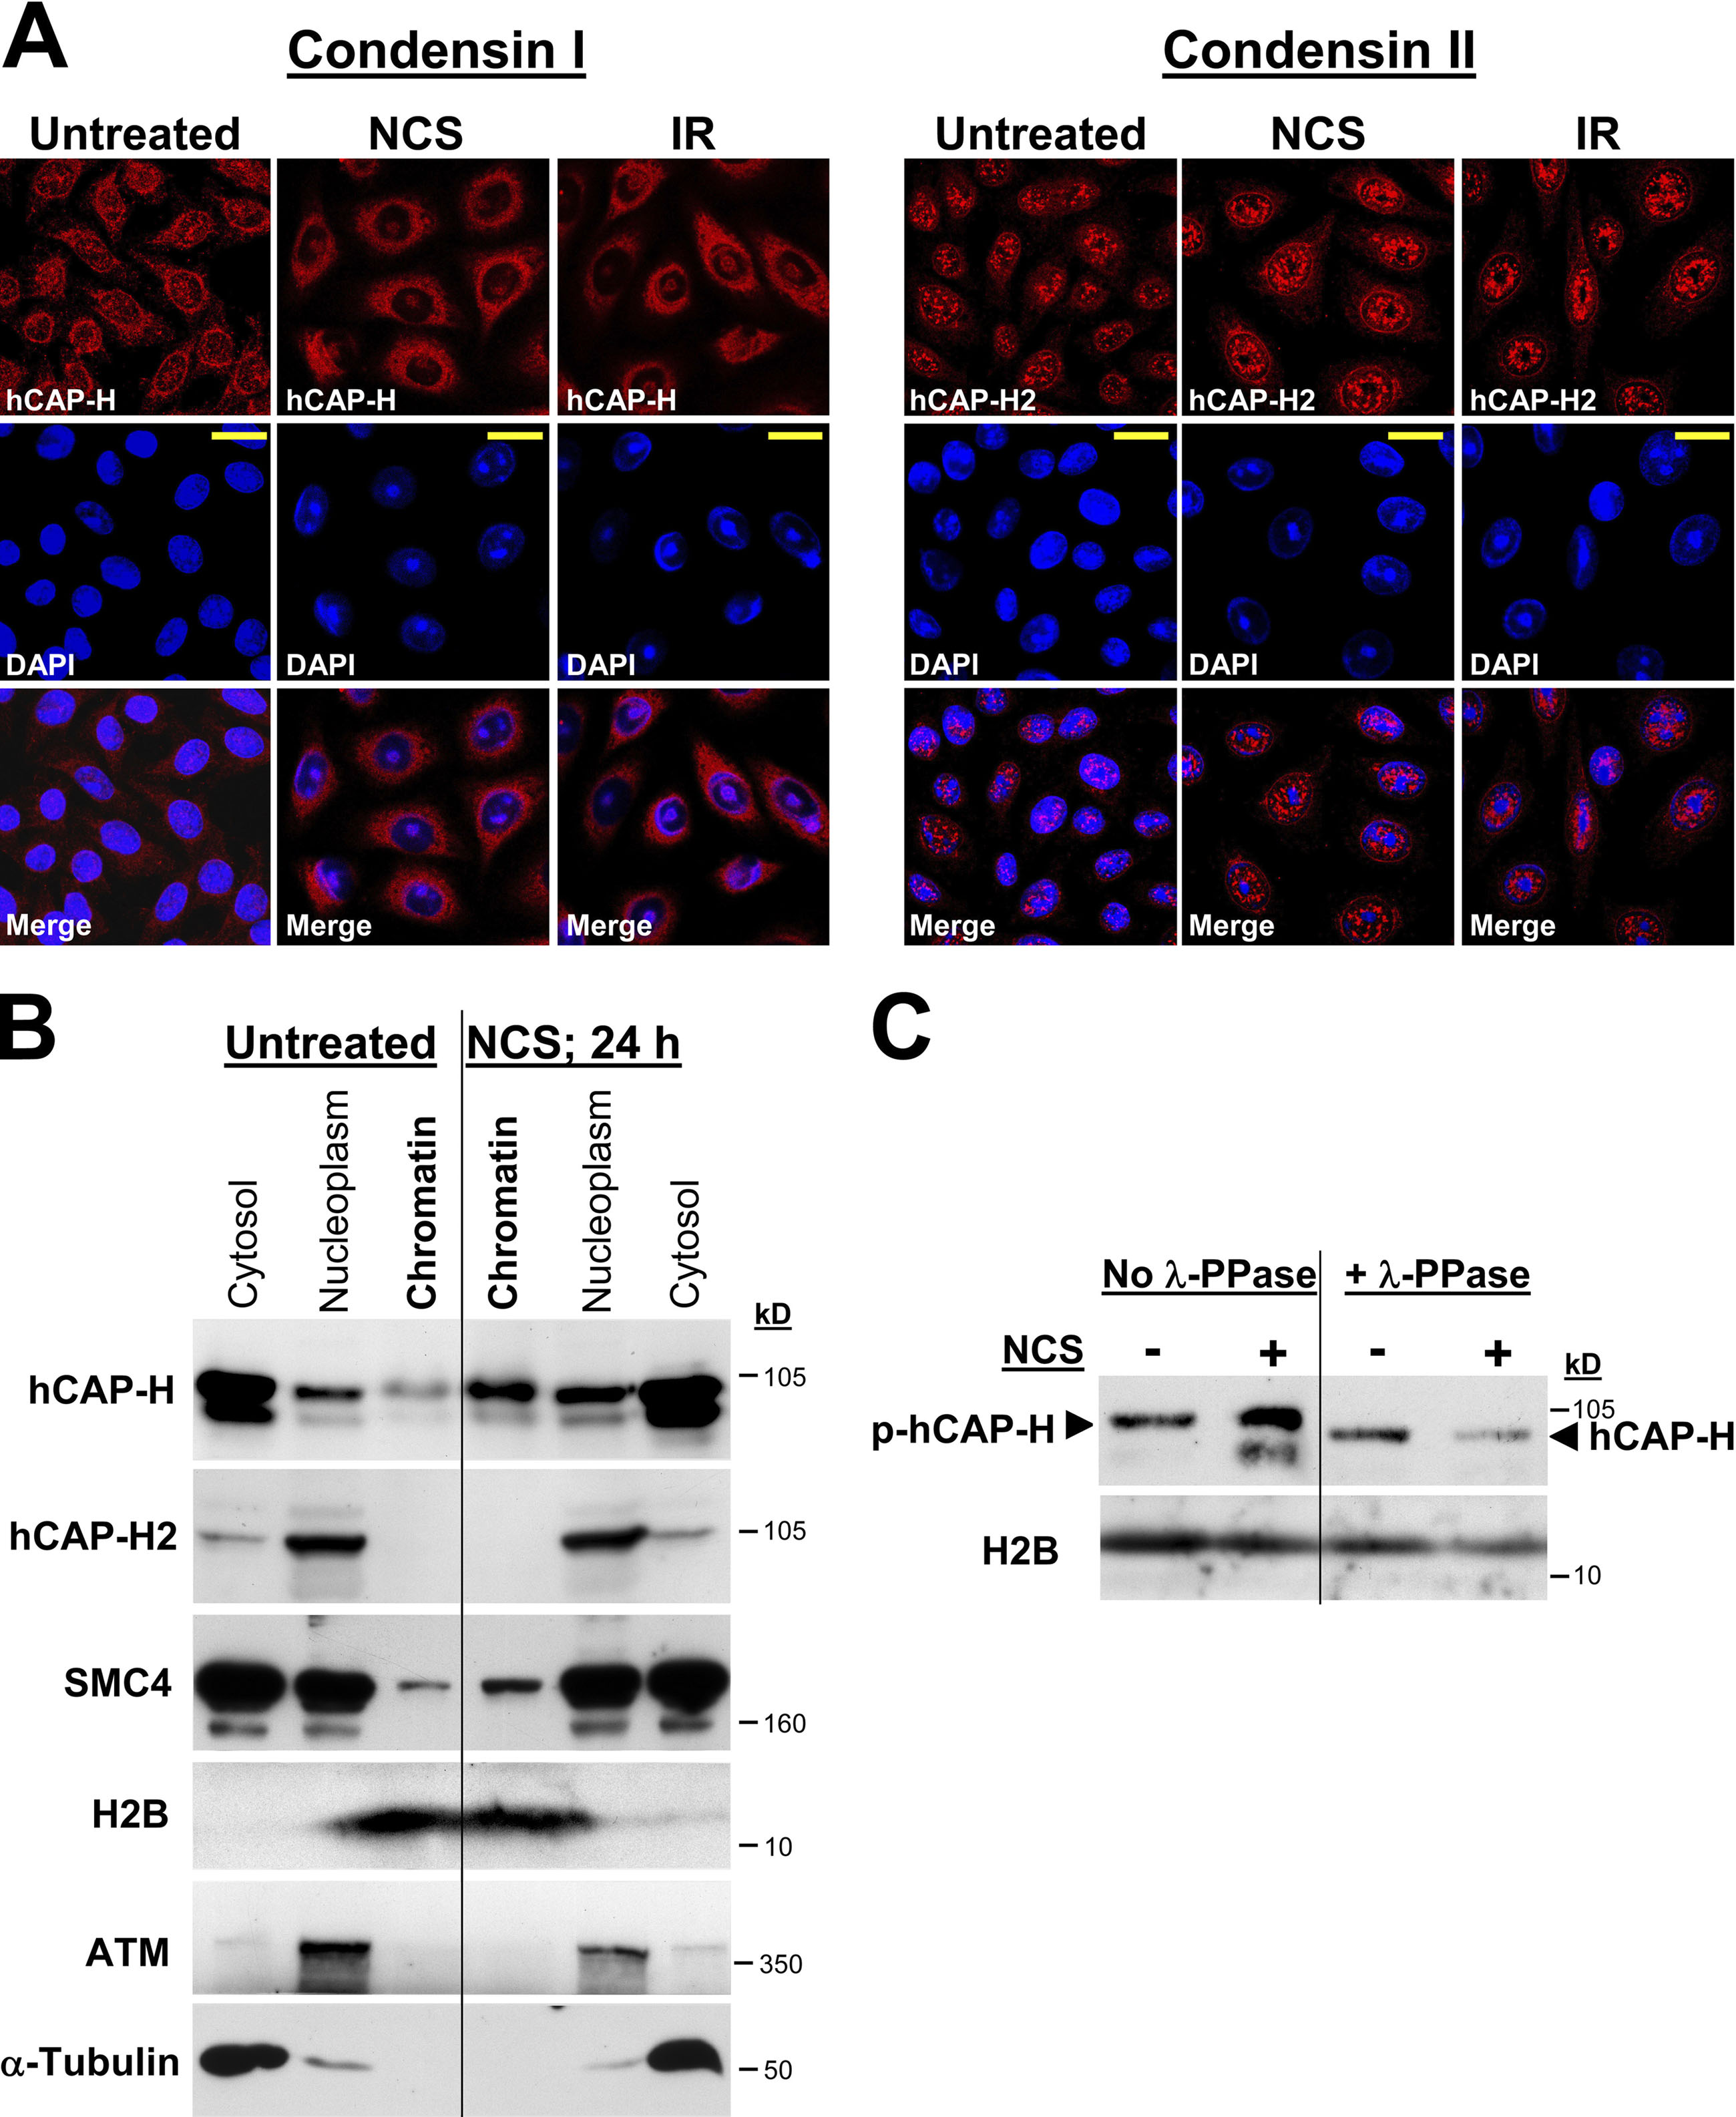 A
Condensin I
Condensin II
Untreated NCS IR
Untreated NCS IR
hCAP-H hCAP-H hCAP-H
hCAP-H2 hCAP-H2 hCAP-H2
DAPI DAPI DAPI
DAPI DAPI DAPI
Merge Merge Merge
Merge Merge Merge
B
Untreated NCS; 24 h
Cytosol
Nucleoplasm
Chromatin
Chromatin
Nucleoplasm
Cytosol
kD
hCAP-H
105
hCAP-H2
105
SMC4
160
H2B
10
ATM
350
α-Tubulin
50
C
No λ-PPase + λ-PPase
NCS - + - +
kD
105
p-hCAP-H
hCAP-H
H2B
10